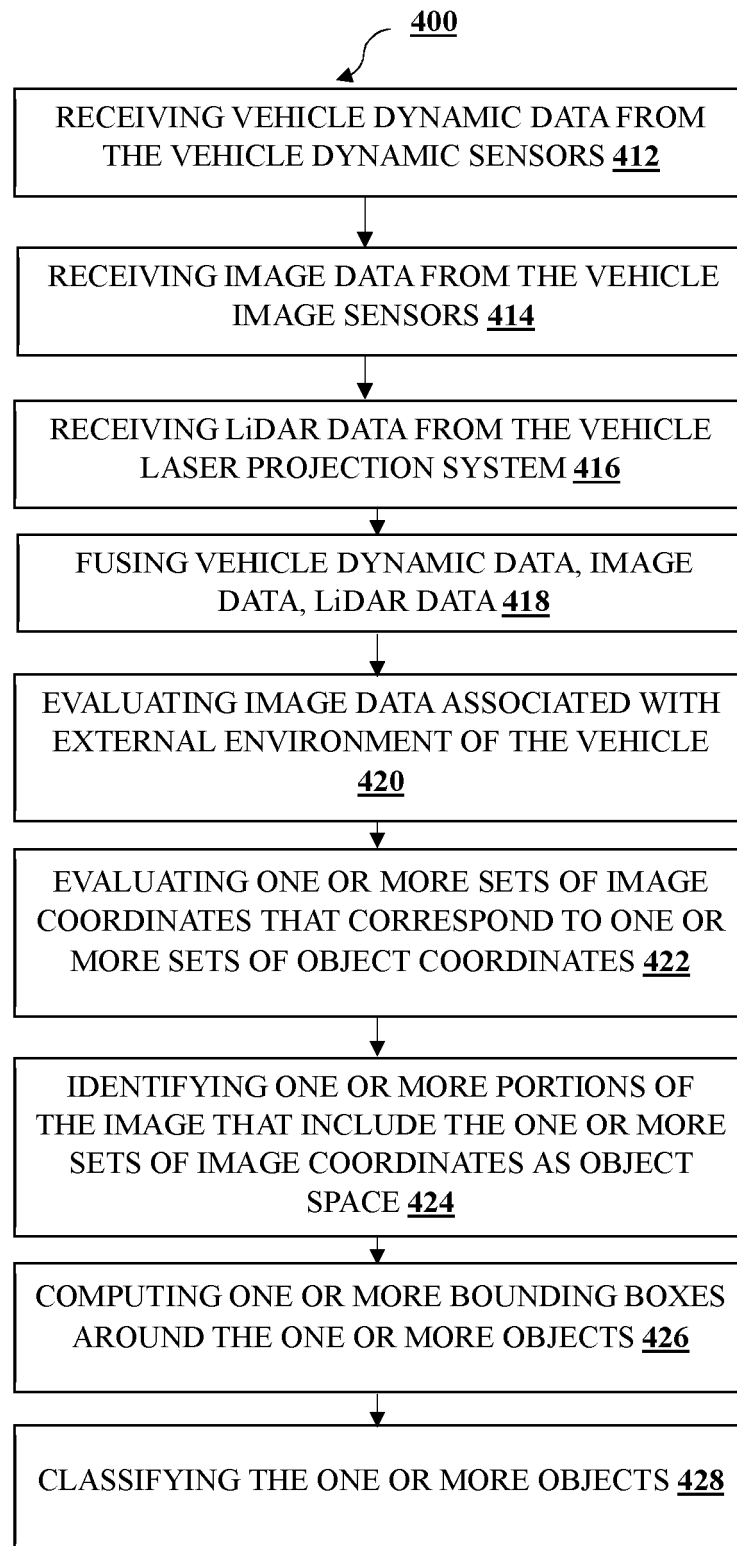 400
RECEIVING VEHICLE DYNAMIC DATA FROM
THE VEHICLE DYNAMIC SENSORS 412
RECEIVING IMAGE DATA FROM THE VEHICLE
IMAGE SENSORS 414
RECEIVING LiDAR DATA FROM THE VEHICLE
LASER PROJECTION SYSTEM 416
FUSING VEHICLE DYNAMIC DATA, IMAGE
DATA, LiDAR DATA 418
EVALUATING IMAGE DATA ASSOCIATED WITH
EXTERNAL ENVIRONMENT OF THE VEHICLE
420
EVALUATING ONE OR MORE SETS OF IMAGE
COORDINATES THAT CORRESPOND TO ONE OR
MORE SETS OF OBJECT COORDINATES 422
IDENTIFYING ONE OR MORE PORTIONS OF
THE IMAGE THAT INCLUDE THE ONE OR MORE
SETS OF IMAGE COORDINATES AS OBJECT
SPACE 424
COMPUTING ONE OR MORE BOUNDING BOXES
AROUND THE ONE OR MORE OBJECTS 426
CLASSIFYING THE ONE OR MORE OBJECTS 428